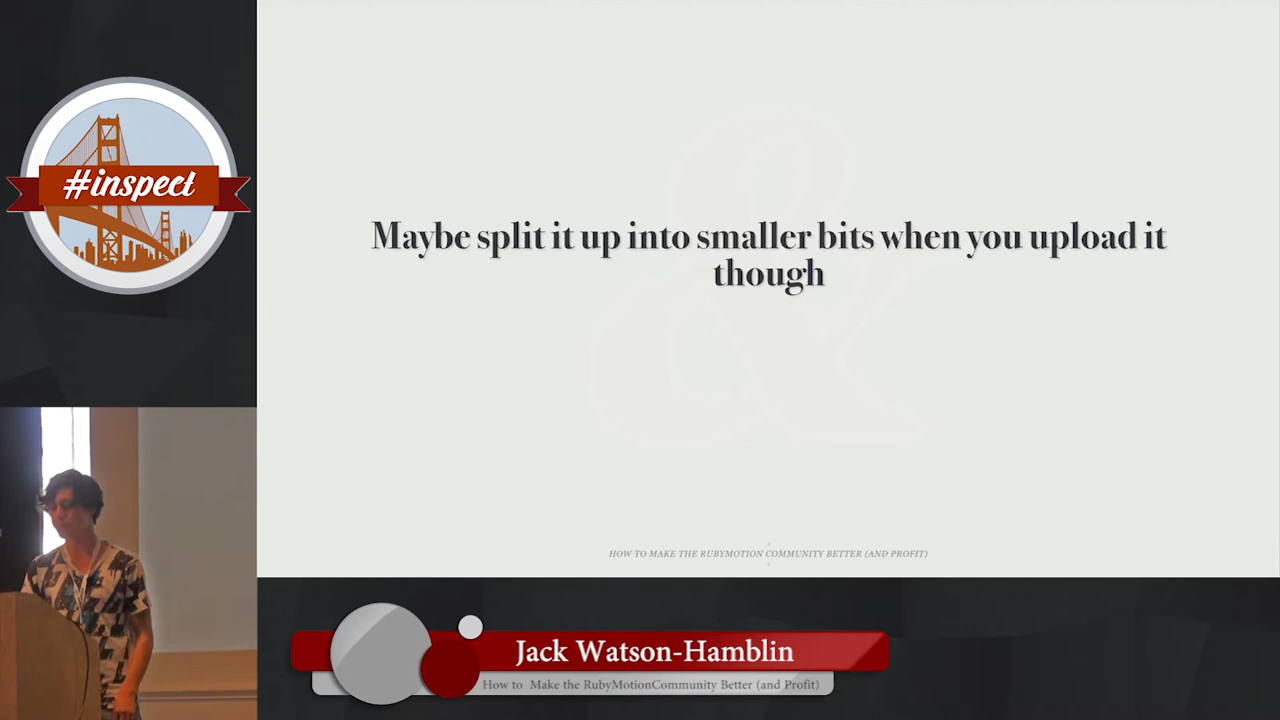 #inspect
Maybe split it up into smaller bits when you upload it
though
HOW TO MAKE THE RUBYMOTION COMMUNITY BETTER (AND PROFIT)
Jack Watson-Hamblin
How to Make the RubyMotionCommunity Better (and Profit)